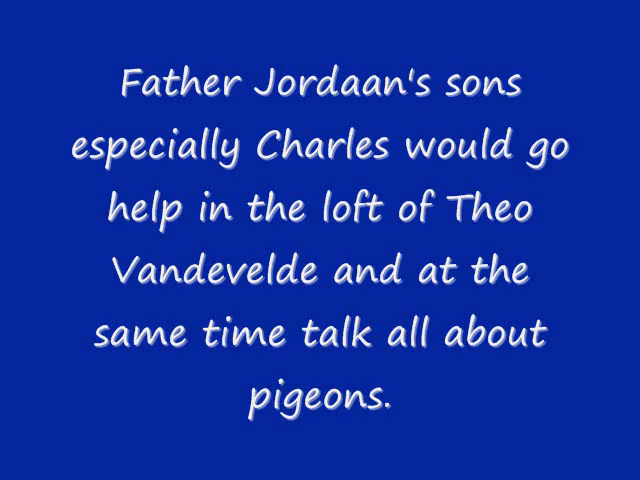 Father Jordaan's sons
especially Charles would go
help in the loft of Theo
Vandevelde and at the
same time talk all about
pigeons.